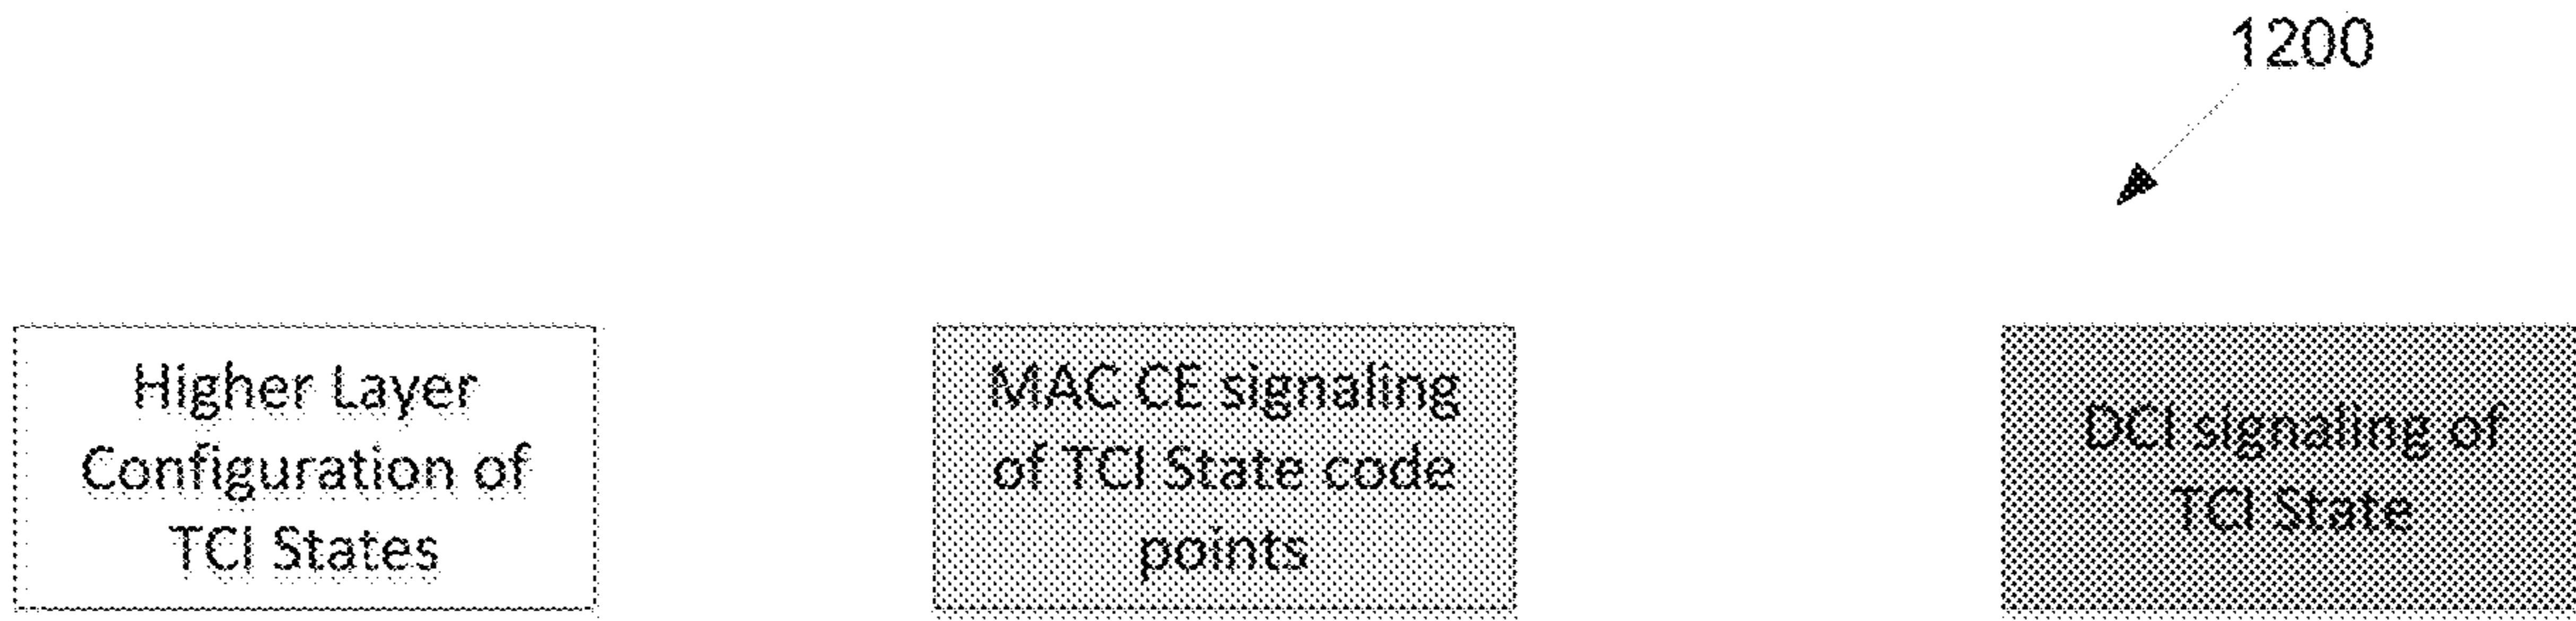 1200
Higher Layer
Configuration of
TCI States
MAC CE signaling
of TCI State code
points
DCI signaling of
TCI State